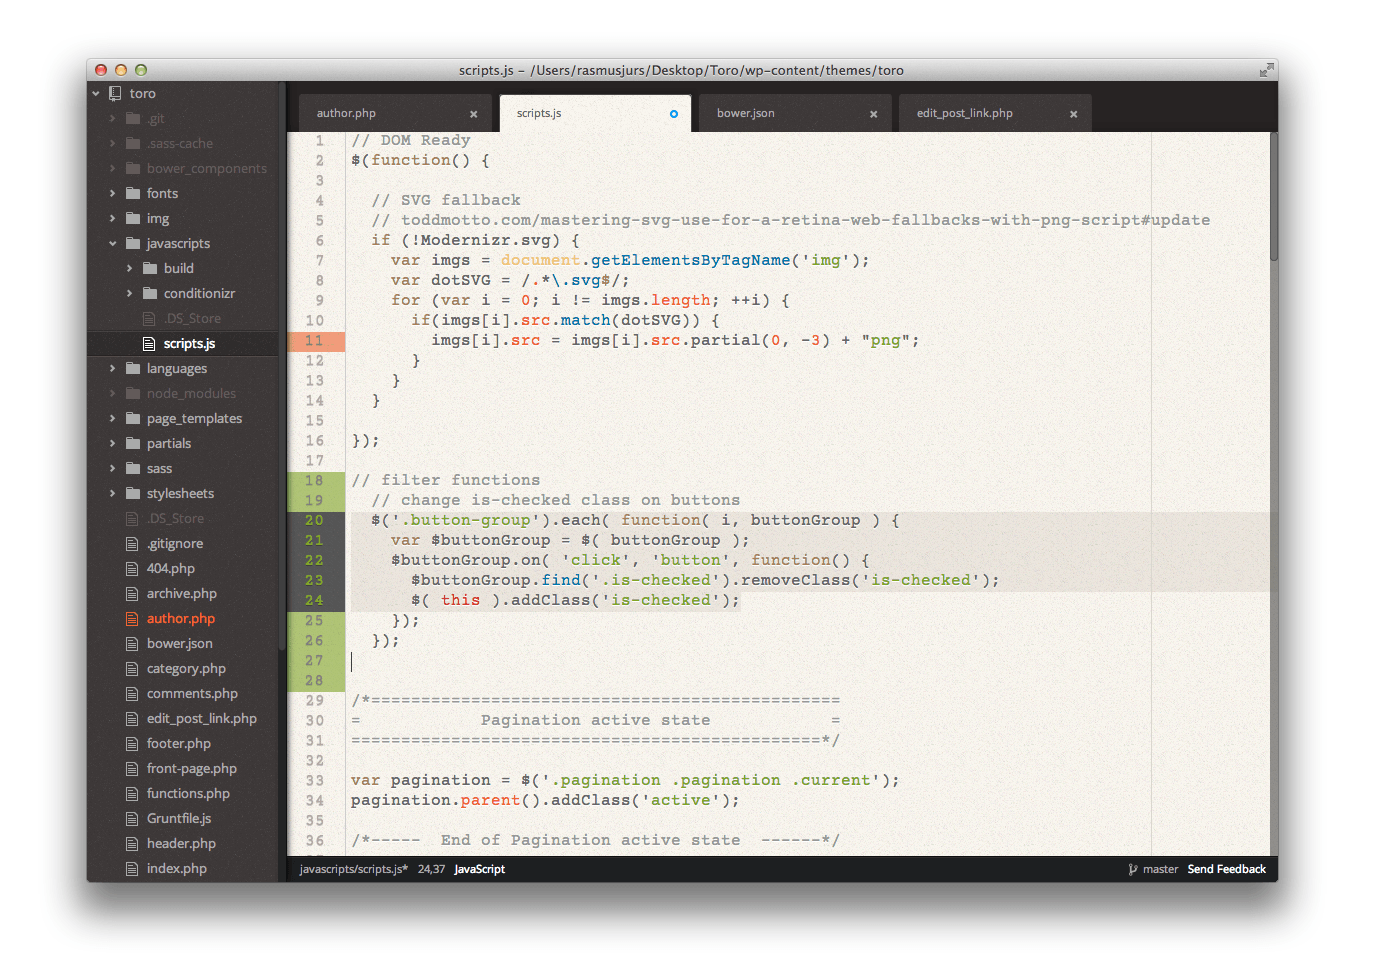 scripts.js – /Users/rasmusjurs/Desktop/Toro/wp-content/themes/toro
toro
.git
.sass-cache
bower_components
fonts
img
javascripts
build
conditionizr
.DS_Store
scripts.js
languages
node_modules
page_templates
partials
sass
stylesheets
.DS_Store
.gitignore
404.php
archive.php
author.php
bower.json
category.php
comments.php
edit_post_link.php
footer.php
front-page.php
functions.php
Gruntfile.js
header.php
index.php
author.php × scripts.js bower.json × edit_post_link.php ×
1 // DOM Ready
2 $(function() {
3
4 // SVG fallback
5 // toddmotto.com/mastering-svg-use-for-a-retina-web-fallbacks-with-png-script#update
6 if (!Modernizr.svg) {
7 var imgs = document.getElementsByTagName('img');
8 var dotSVG = /.*\.svg$/;
9 for (var i = 0; i != imgs.length; ++i) {
10 if(imgs[i].src.match(dotSVG)) {
11 imgs[i].src = imgs[i].src.partial(0, -3) + "png";
12 }
13 }
14 }
15
16 });
17
18 // filter functions
19 // change is-checked class on buttons
20 $('.button-group').each( function( i, buttonGroup ) {
21 var $buttonGroup = $( buttonGroup );
22 $buttonGroup.on( 'click', 'button', function() {
23 $buttonGroup.find('.is-checked').removeClass('is-checked');
24 $( this ).addClass('is-checked');
25 });
26 });
27
28
29 /*===============================================
30 = Pagination active state =
31 ===============================================*/
32
33 var pagination = $('.pagination .pagination .current');
34 pagination.parent().addClass('active');
35
36 /*----- End of Pagination active state ------*/
javascripts/scripts.js* 24,37 JavaScript master Send Feedback